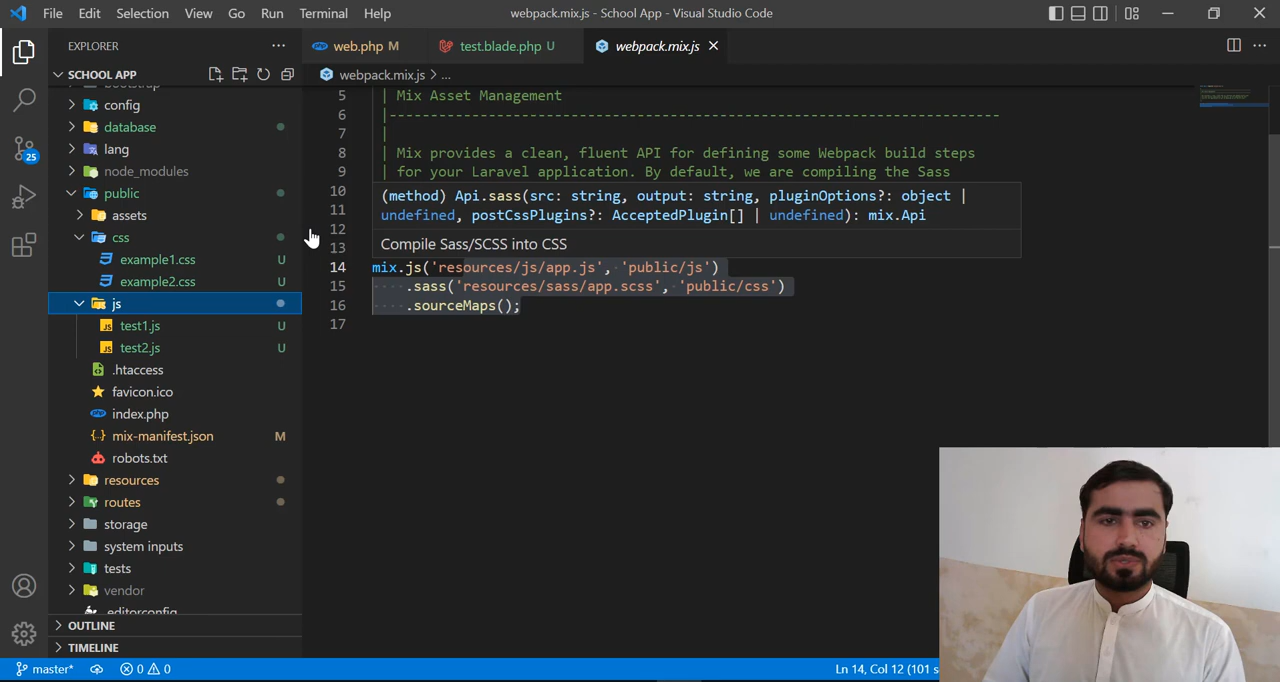 File Edit Selection View Go Run Terminal Help
webpack.mix.js - School App - Visual Studio Code
EXPLORER
SCHOOL APP
bootstrap
config
database
lang
node_modules
public
assets
css
example1.css U
example2.css U
js
test1.js U
test2.js U
.htaccess
favicon.ico
index.php
mix-manifest.json M
robots.txt
resources
routes
storage
system inputs
tests
vendor
.editorconfig
OUTLINE
TIMELINE
25
web.php M test.blade.php U webpack.mix.js
webpack.mix.js > ...
5 | Mix Asset Management
6 |--------------------------------------------------------------------------
7 |
8 | Mix provides a clean, fluent API for defining some Webpack build steps
9 | for your Laravel application. By default, we are compiling the Sass
10
11
12
13
(method) Api.sass(src: string, output: string, pluginOptions?: object |
undefined, postCssPlugins?: AcceptedPlugin[] | undefined): mix.Api
Compile Sass/SCSS into CSS
14 mix.js('resources/js/app.js', 'public/js')
15 .sass('resources/sass/app.scss', 'public/css')
16 .sourceMaps();
17
master* 0 0 Ln 14, Col 12 (101 s